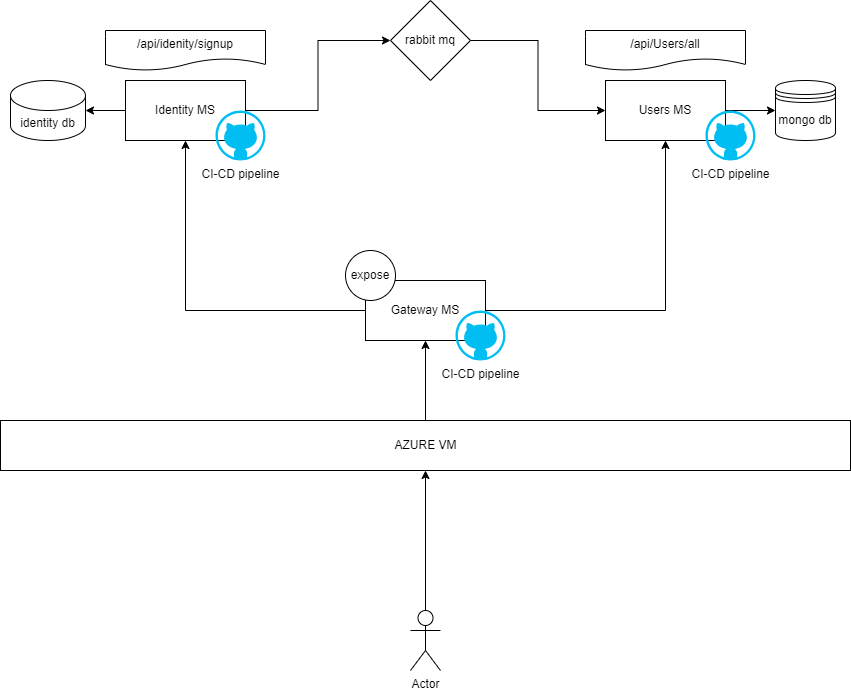 /api/idenity/signup
rabbit mq
/api/Users/all
identity db
Identity MS
Users MS
mongo db
CI-CD pipeline
CI-CD pipeline
expose
Gateway MS
CI-CD pipeline
AZURE VM
Actor